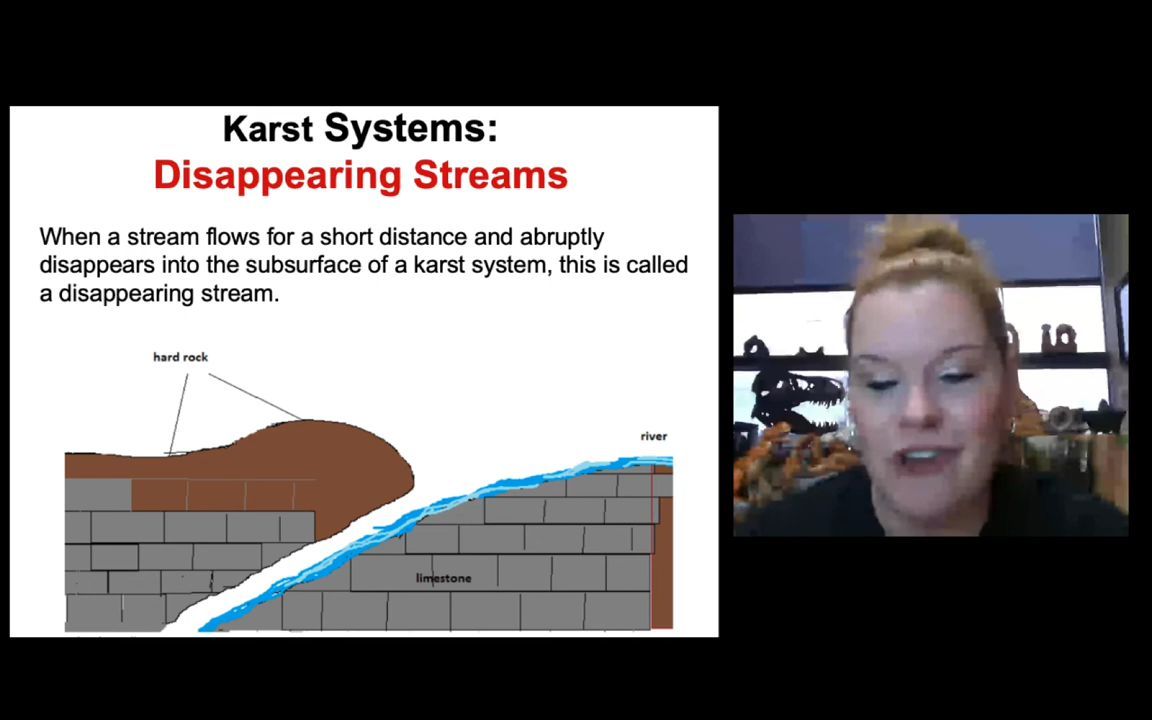 Karst Systems:
Disappearing Streams
When a stream flows for a short distance and abruptly
disappears into the subsurface of a karst system, this is called
a disappearing stream.
hard rock
river
limestone